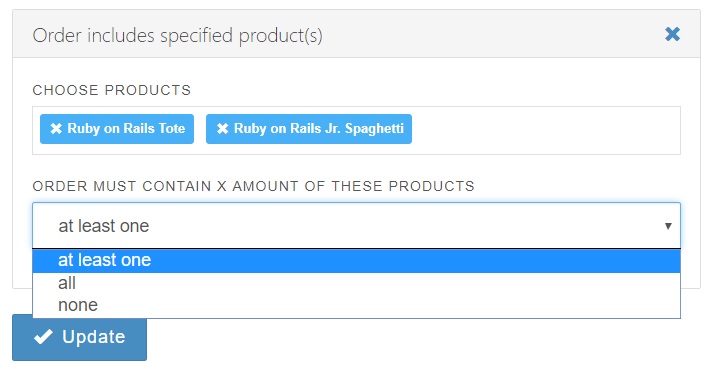 Order includes specified product(s)
CHOOSE PRODUCTS
Ruby on Rails Tote Ruby on Rails Jr. Spaghetti
ORDER MUST CONTAIN X AMOUNT OF THESE PRODUCTS
at least one
at least one
all
none
Update